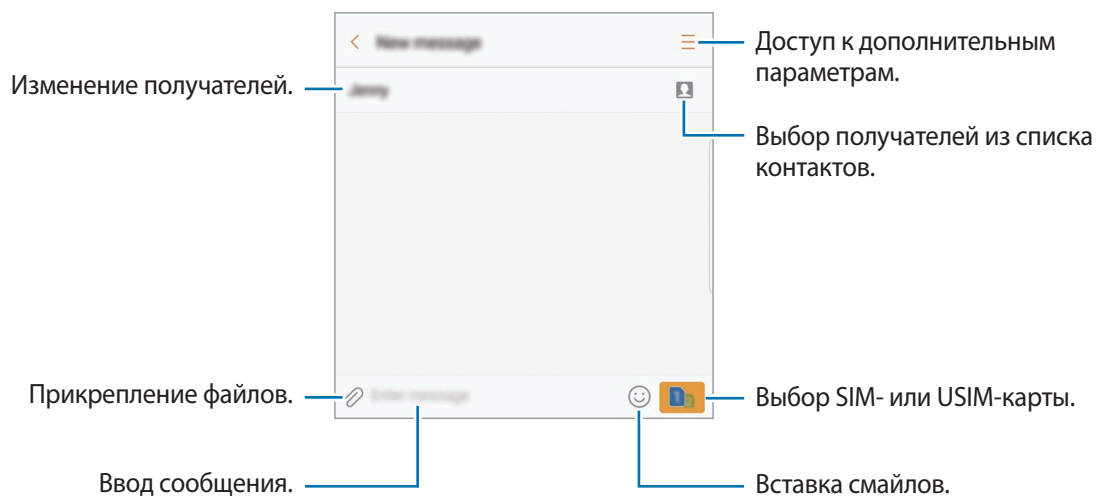 New message
Доступ к дополнительным
параметрам.
Изменение получателей.
Jenny
Выбор получателей из списка
контактов.
Прикрепление файлов.
Enter message
Выбор SIM- или USIM-карты.
Ввод сообщения.
Вставка смайлов.